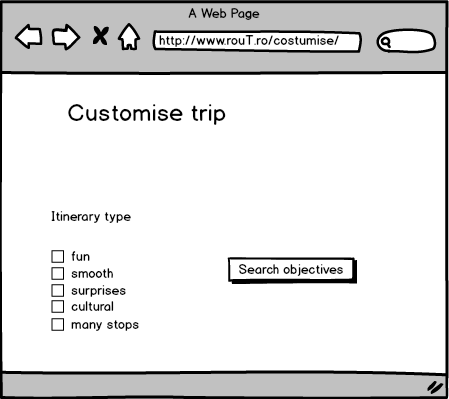 A Web Page
http://www.rouT.ro/costumise/
Customise trip
Itinerary type
fun
smooth
surprises
cultural
many stops
Search objectives